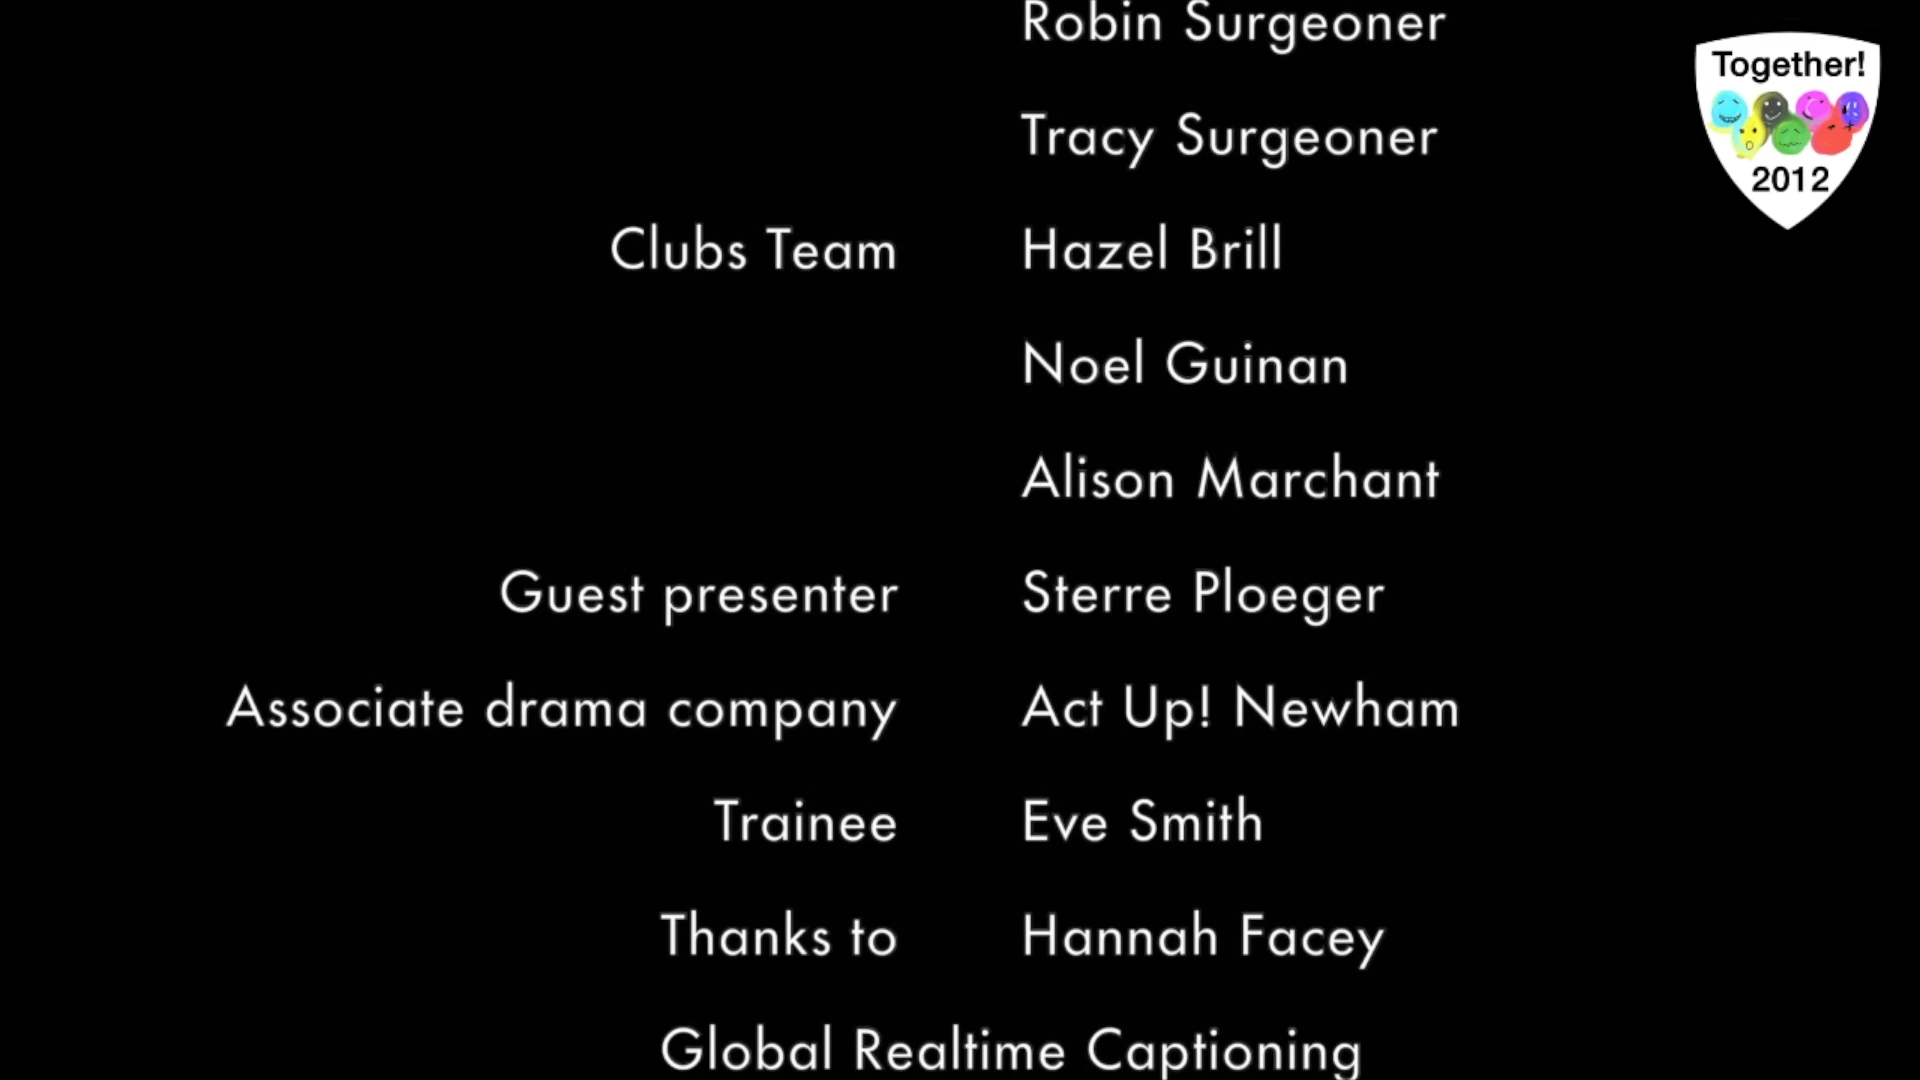 Robin Surgeoner
Together!
2012
Tracy Surgeoner
Clubs Team Hazel Brill
Noel Guinan
Alison Marchant
Guest presenter Sterre Ploeger
Associate drama company Act Up! Newham
Trainee Eve Smith
Thanks to Hannah Facey
Global Realtime Captioning